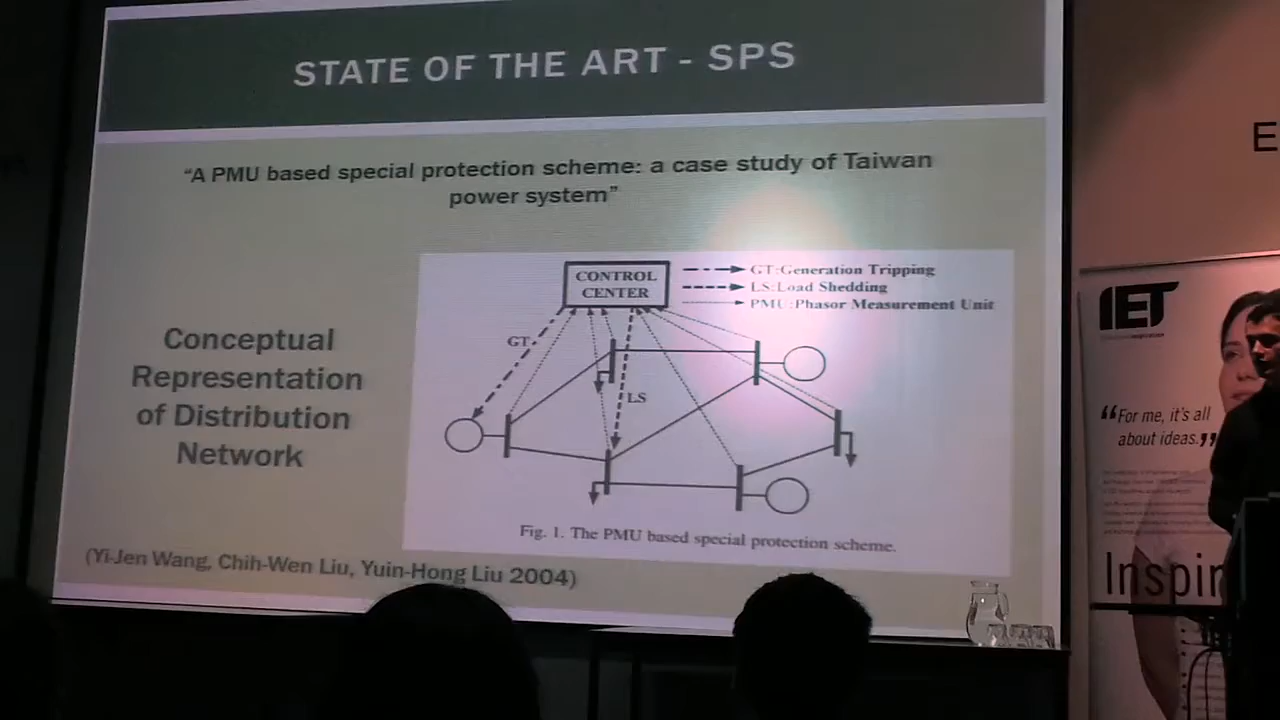 STATE OF THE ART - SPS
“A PMU based special protection scheme: a case study of Taiwan
power system”
CONTROL
CENTER
GT:Generation Tripping
LS:Load Shedding
PMU:Phasor Measurement Unit
GT
LS
Conceptual
Representation
of Distribution
Network
Fig. 1. The PMU based special protection scheme.
(Yi-Jen Wang, Chih-Wen Liu, Yuin-Hong Liu 2004)
E
IET
“For me, it's all
about ideas.”
Inspir